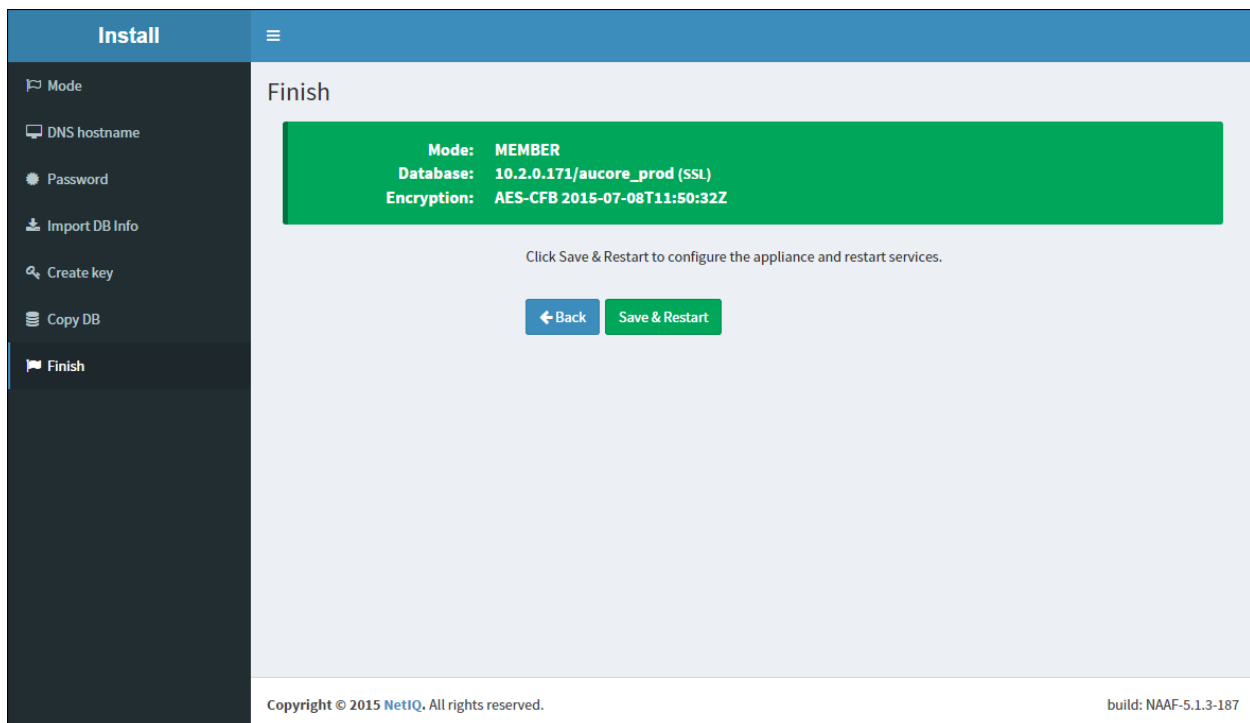 Install
Mode
DNS hostname
Password
Import DB Info
Create key
Copy DB
Finish
Finish
Mode: MEMBER
Database: 10.2.0.171/aucore_prod (SSL)
Encryption: AES-CFB 2015-07-08T11:50:32Z
Click Save & Restart to configure the appliance and restart services.
Back Save & Restart
Copyright © 2015 NetIQ. All rights reserved. build: NAAF-5.1.3-187